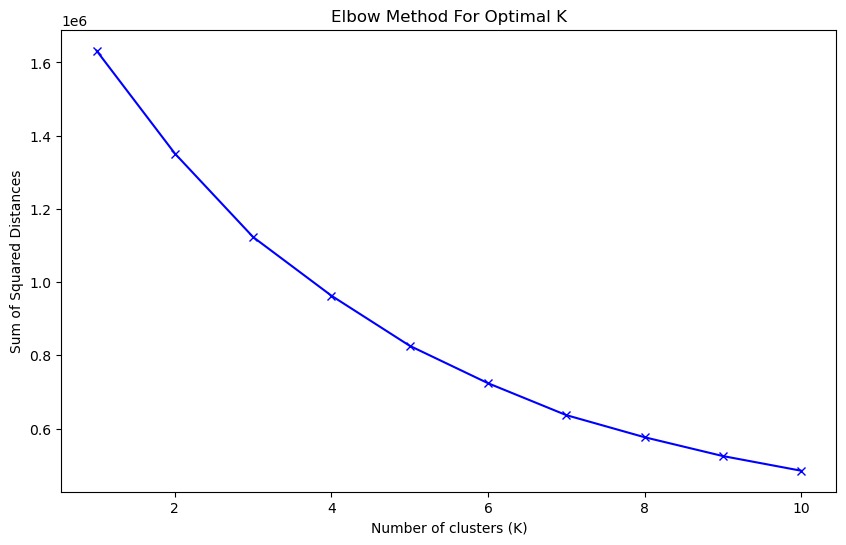 Elbow Method For Optimal K
1e6
1.6
1.4
1.2
1.0
0.8
0.6
Sum of Squared Distances
2 4 6 8 10
Number of clusters (K)